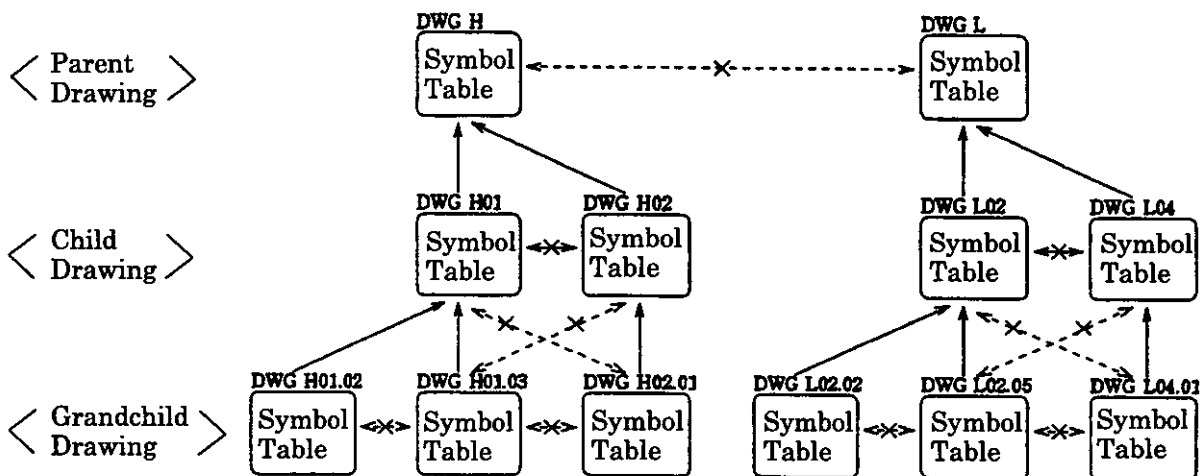 DWG H
DWG L
Parent
Drawing
Symbol
Table
Symbol
Table
DWG H01
DWG H02
DWG L02
DWG L04
Child
Drawing
Symbol
Table
Symbol
Table
Symbol
Table
Symbol
Table
DWG H01.02
DWG H01.03
DWG H02.01
DWG L02.02
DWG L02.05
DWG L04.01
Grandchild
Drawing
Symbol
Table
Symbol
Table
Symbol
Table
Symbol
Table
Symbol
Table
Symbol
Table